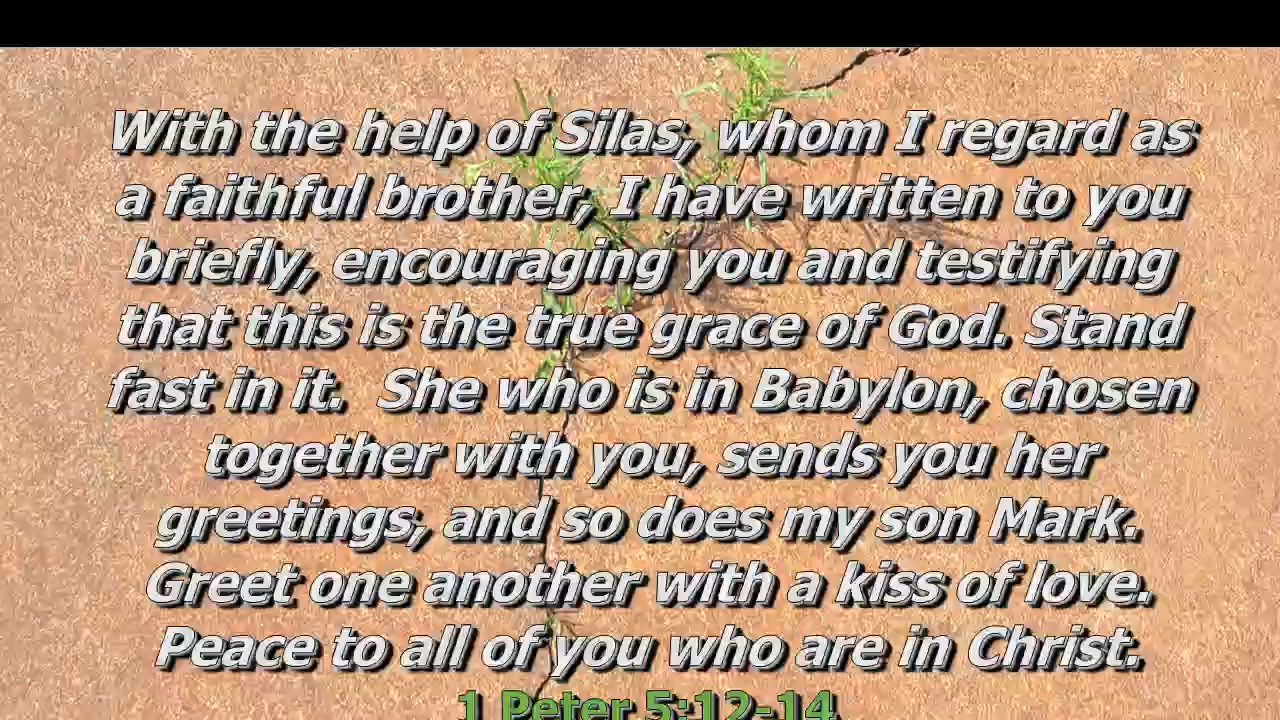 With the help of Silas, whom I regard as
a faithful brother, I have written to you
briefly, encouraging you and testifying
that this is the true grace of God. Stand
fast in it.  She who is in Babylon, chosen
together with you, sends you her
greetings, and so does my son Mark.
Greet one another with a kiss of love.
Peace to all of you who are in Christ.
1 Peter 5:12-14